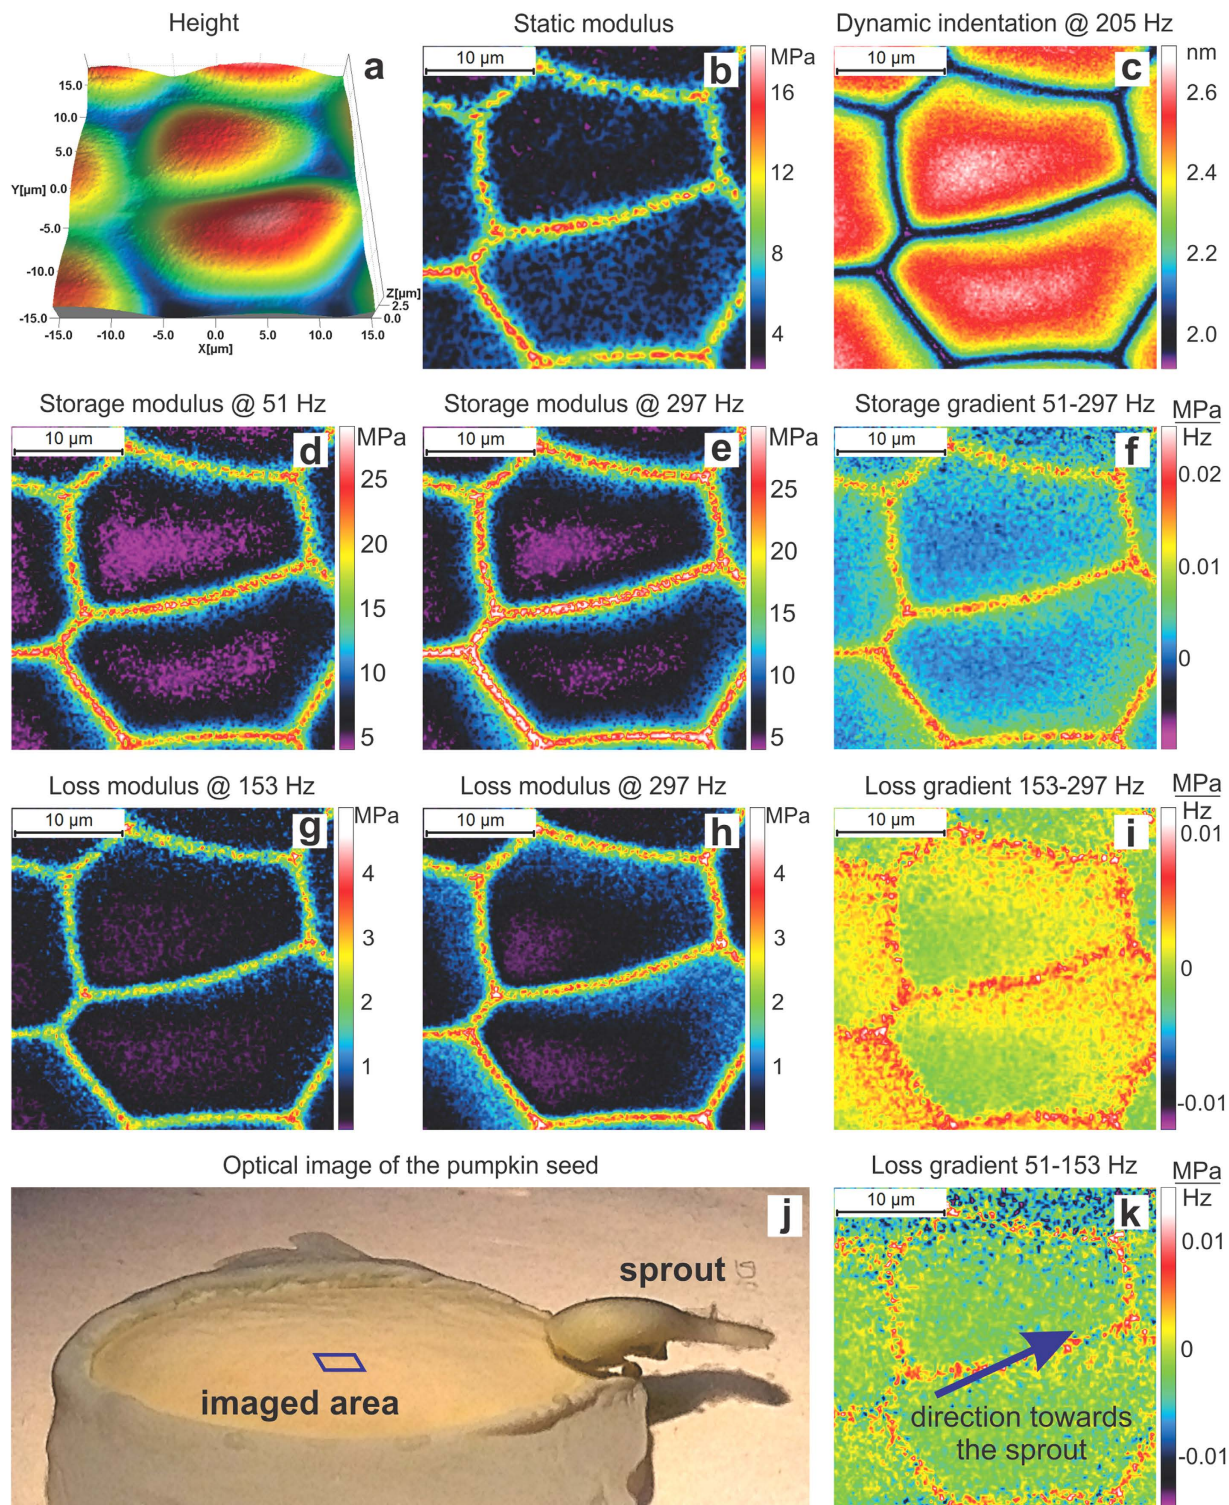 Height
Static modulus
Dynamic indentation @ 205 Hz
a
15.0
10.0
5.0
Y[µm] 0.0
-5.0
-10.0
-15.0
Z[µm]
2.5
0.0
-15.0 -10.0 -5.0 0.0 5.0 10.0 15.0
X[µm]
10 µm
b
MPa
16
12
8
4
10 µm
c
nm
2.6
2.4
2.2
2.0
Storage modulus @ 51 Hz
Storage modulus @ 297 Hz
Storage gradient 51-297 Hz
10 µm
d
MPa
25
20
15
10
5
10 µm
e
MPa
25
20
15
10
5
10 µm
f
MPa
Hz
0.02
0.01
0
Loss modulus @ 153 Hz
Loss modulus @ 297 Hz
Loss gradient 153-297 Hz
10 µm
g
MPa
4
3
2
1
10 µm
h
MPa
4
3
2
1
10 µm
i
MPa
Hz
0.01
0
-0.01
Optical image of the pumpkin seed
Loss gradient 51-153 Hz
j
sprout
imaged area
10 µm
k
MPa
Hz
0.01
0
-0.01
direction towards
the sprout